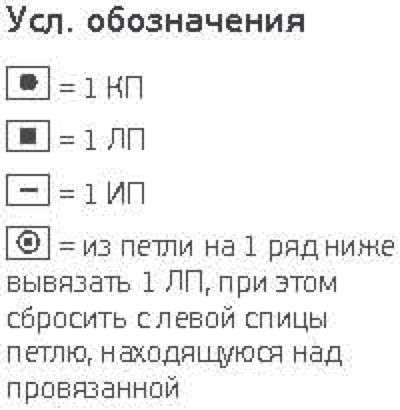 Усл. обозначения
= 1 КП
= 1 ЛП
= 1 ИП
= из петли на 1 ряд ниже
вывязать 1 ЛП, при этом
сбросить с левой спицы
петлю, находящуюся над
провязанной